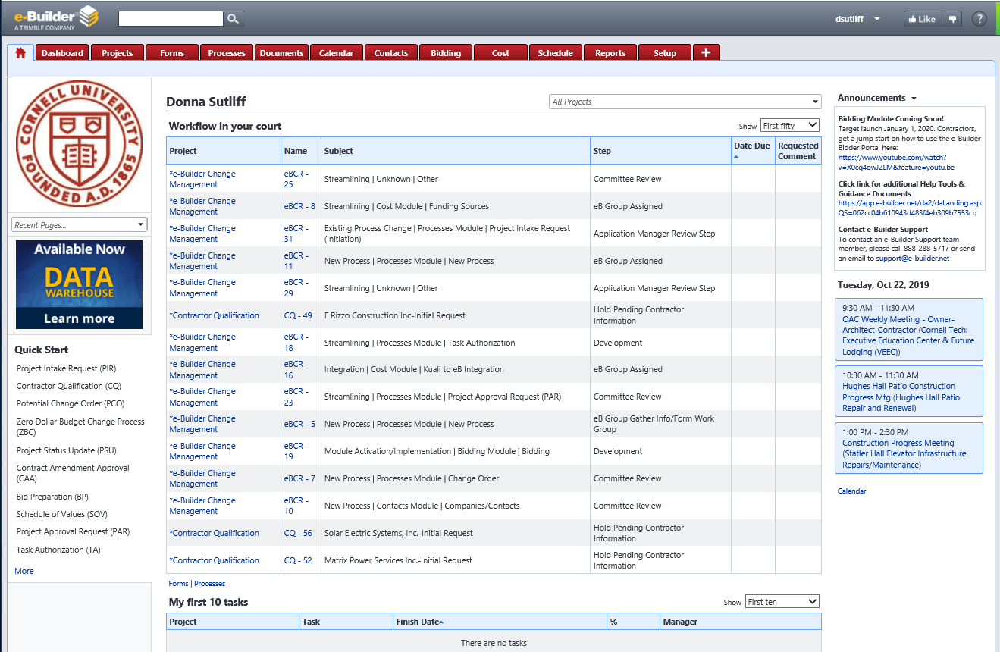 e-Builder
A TRIMBLE COMPANY
dsutliff
Like
?
Dashboard
Projects
Forms
Processes
Documents
Calendar
Contacts
Bidding
Cost
Schedule
Reports
Setup
+
CORNELL UNIVERSITY
FOUNDED A.D. 1865
Recent Pages...
Available Now
DATA
WAREHOUSE
Learn more
Quick Start
Project Intake Request (PIR)
Contractor Qualification (CQ)
Potential Change Order (PCO)
Zero Dollar Budget Change Process
(ZBC)
Project Status Update (PSU)
Contract Amendment Approval
(CAA)
Bid Preparation (BP)
Schedule of Values (SOV)
Project Approval Request (PAR)
Task Authorization (TA)
More
Donna Sutliff
All Projects
Workflow in your court
Show First fifty
Project Name Subject Step Date Due Requested
Comment
*e-Builder Change
Management
eBCR -
25
Streamlining | Unknown | Other
Committee Review
*e-Builder Change
Management
eBCR - 8
Streamlining | Cost Module | Funding Sources
eB Group Assigned
*e-Builder Change
Management
eBCR -
31
Existing Process Change | Processes Module | Project Intake Request
(Initiation)
Application Manager Review Step
*e-Builder Change
Management
eBCR -
11
New Process | Processes Module | New Process
eB Group Assigned
*e-Builder Change
Management
eBCR -
29
Streamlining | Unknown | Other
Application Manager Review Step
*Contractor Qualification
CQ - 49
F Rizzo Construction Inc-Initial Request
Hold Pending Contractor
Information
*e-Builder Change
Management
eBCR -
18
Streamlining | Processes Module | Task Authorization
Development
*e-Builder Change
Management
eBCR -
16
Integration | Cost Module | Kuali to eB Integration
eB Group Assigned
*e-Builder Change
Management
eBCR -
23
Streamlining | Processes Module | Project Approval Request (PAR)
Committee Review
*e-Builder Change
Management
eBCR - 5
New Process | Processes Module | New Process
eB Group Gather Info/Form Work
Group
*e-Builder Change
Management
eBCR -
19
Module Activation/Implementation | Bidding Module | Bidding
Development
*e-Builder Change
Management
eBCR - 7
New Process | Processes Module | Change Order
Committee Review
*e-Builder Change
Management
eBCR -
10
New Process | Contacts Module | Companies/Contacts
Committee Review
*Contractor Qualification
CQ - 56
Solar Electric Systems, Inc.-Initial Request
Hold Pending Contractor
Information
*Contractor Qualification
CQ - 52
Matrix Power Services Inc.-Initial Request
Hold Pending Contractor
Information
Forms | Processes
My first 10 tasks
Show First ten
Project Task Finish Date % Manager
There are no tasks
Announcements
Bidding Module Coming Soon!
Target launch January 1, 2020. Contractors,
get a jump start on how to use the e-Builder
Bidder Portal here:
https://www.youtube.com/watch?
v=X0cq4qwJZLM&feature=youtu.be
Click link for additional Help Tools &
Guidance Documents
https://app.e-builder.net/da2/daLanding.asp:
QS=062cc04b610943d483f4eb309b7553cb
Contact e-Builder Support
To contact an e-Builder Support team
member, please call 888-288-5717 or send
an email to support@e-builder.net
Tuesday, Oct 22, 2019
9:30 AM - 11:30 AM
OAC Weekly Meeting - Owner-
Architect-Contractor (Cornell Tech:
Executive Education Center & Future
Lodging (VEEC))
10:30 AM - 11:30 AM
Hughes Hall Patio Construction
Progress Mtg (Hughes Hall Patio
Repair and Renewal)
1:00 PM - 2:30 PM
Construction Progress Meeting
(Statler Hall Elevator Infrastructure
Repairs/Maintenance)
Calendar